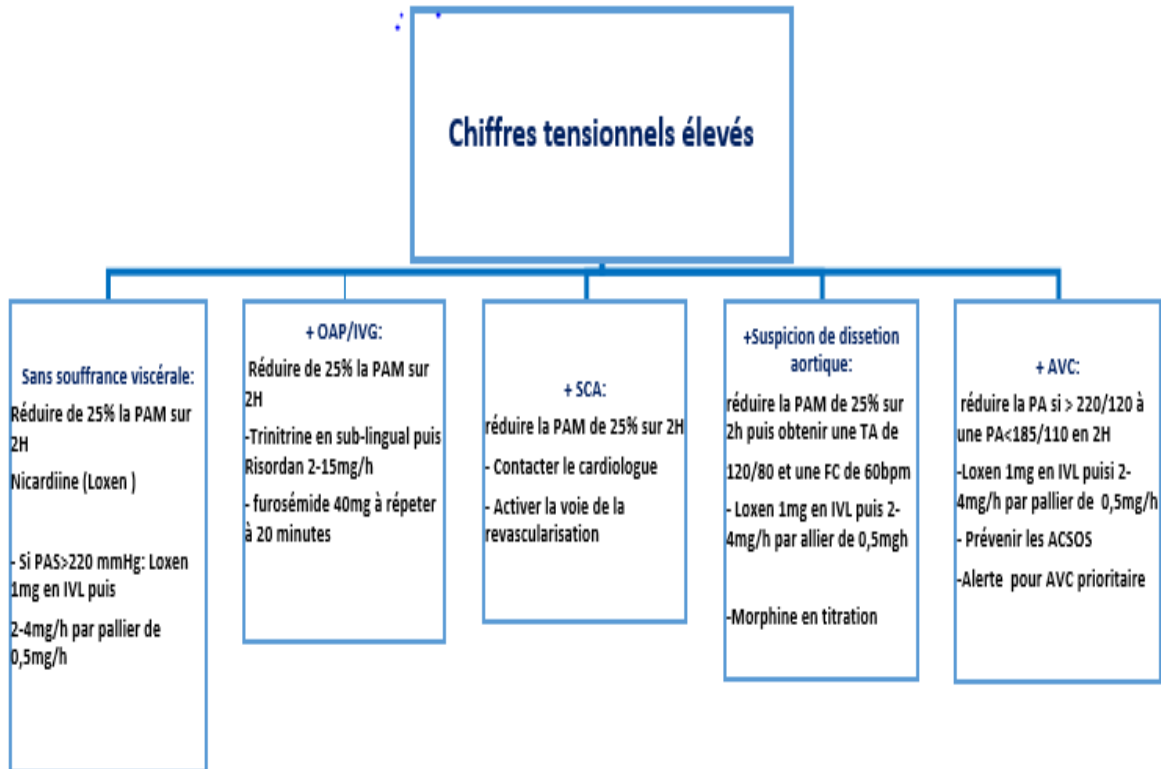 Chiffres tensionnels élevés
Sans souffrance viscérale:
Réduire de 25% la PAM sur
2H
Nicardiine (Loxen )
- Si PAS>220 mmHg: Loxen
1mg en IVL puis
2-4mg/h par pallier de
0,5mg/h
+ OAP/IVG:
Réduire de 25% la PAM sur
2H
-Trinitrine en sub-lingual puis
Risordan 2-15mg/h
- furosémide 40mg à répeter
à 20 minutes
+ SCA:
réduire la PAM de 25% sur 2H
- Contacter le cardiologue
- Activer la voie de la
revascularisation
+Suspicion de dissetion
aortique:
réduire la PAM de 25% sur
2h puis obtenir une TA de
120/80 et une FC de 60bpm
- Loxen 1mg en IVL puis 2-
4mg/h par allier de 0,5mgh
-Morphine en titration
+ AVC:
réduire la PA si > 220/120 à
une PA<185/110 en 2H
-Loxen 1mg en IVL puisi 2-
4mg/h par pallier de 0,5mg/h
- Prévenir les ACSOS
-Alerte pour AVC prioritaire